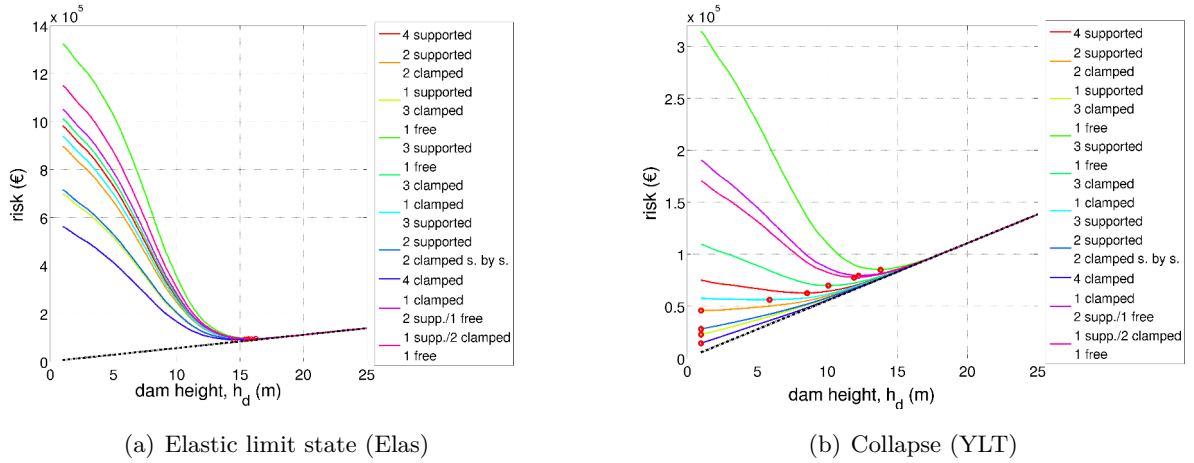 x 10⁵
14
12
10
8
6
4
2
0
0 5 10 15 20 25
risk (€)
dam height, h_d (m)
4 supported
2 supported
2 clamped
1 supported
3 clamped
1 free
3 supported
1 free
3 clamped
1 clamped
3 supported
2 supported
2 clamped s. by s.
4 clamped
1 clamped
2 supp./1 free
1 supp./2 clamped
1 free
(a) Elastic limit state (Elas)
x 10⁵
3
2.5
2
1.5
1
0.5
0
0 5 10 15 20 25
risk (€)
dam height, h_d (m)
4 supported
2 supported
2 clamped
1 supported
3 clamped
1 free
3 supported
1 free
3 clamped
1 clamped
3 supported
2 supported
2 clamped s. by s.
4 clamped
1 clamped
2 supp./1 free
1 supp./2 clamped
1 free
(b) Collapse (YLT)